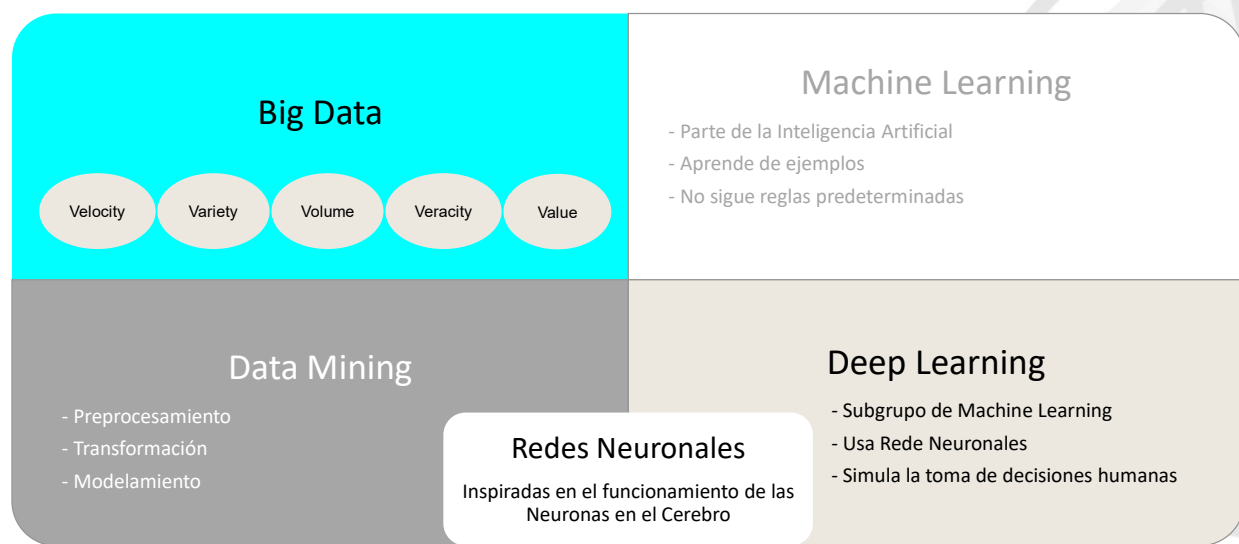 Big Data
Velocity
Variety
Volume
Veracity
Value
Machine Learning
- Parte de la Inteligencia Artificial
- Aprende de ejemplos
- No sigue reglas predeterminadas
Data Mining
- Preprocesamiento
- Transformación
- Modelamiento
Redes Neuronales
Inspiradas en el funcionamiento de las
Neuronas en el Cerebro
Deep Learning
- Subgrupo de Machine Learning
- Usa Rede Neuronales
- Simula la toma de decisiones humanas